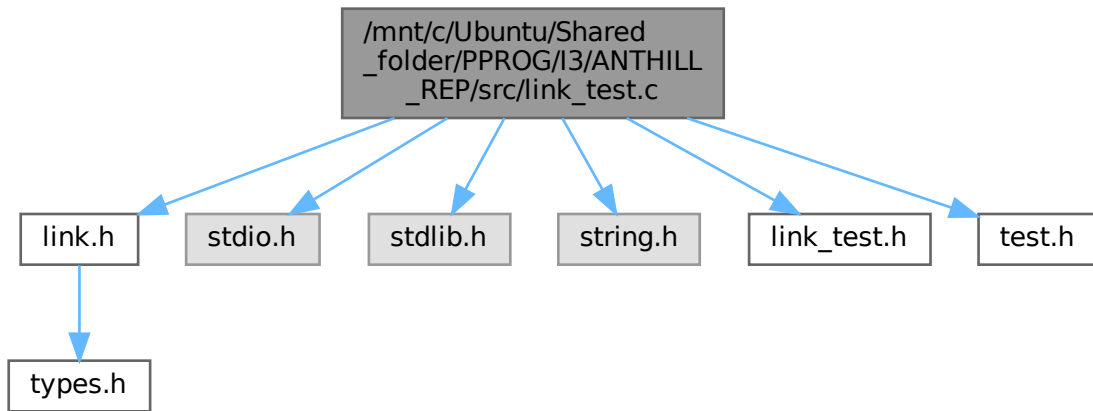 /mnt/c/Ubuntu/Shared
_folder/PPROG/I3/ANTHILL
_REP/src/link_test.c
link.h
stdio.h
stdlib.h
string.h
link_test.h
test.h
types.h